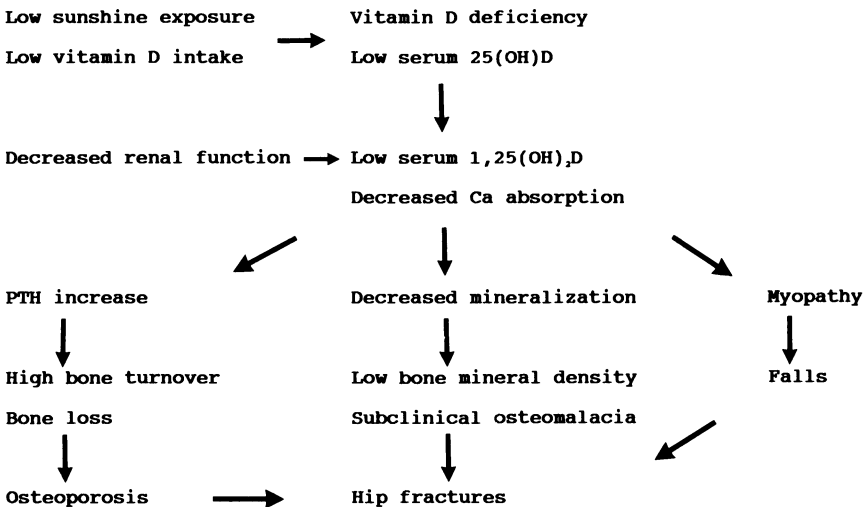 Low sunshine exposure Vitamin D deficiency
Low vitamin D intake Low serum 25(OH)D
Decreased renal function Low serum 1,25(OH)₂D
Decreased Ca absorption
PTH increase Decreased mineralization Myopathy
High bone turnover Low bone mineral density Falls
Bone loss Subclinical osteomalacia
Osteoporosis Hip fractures